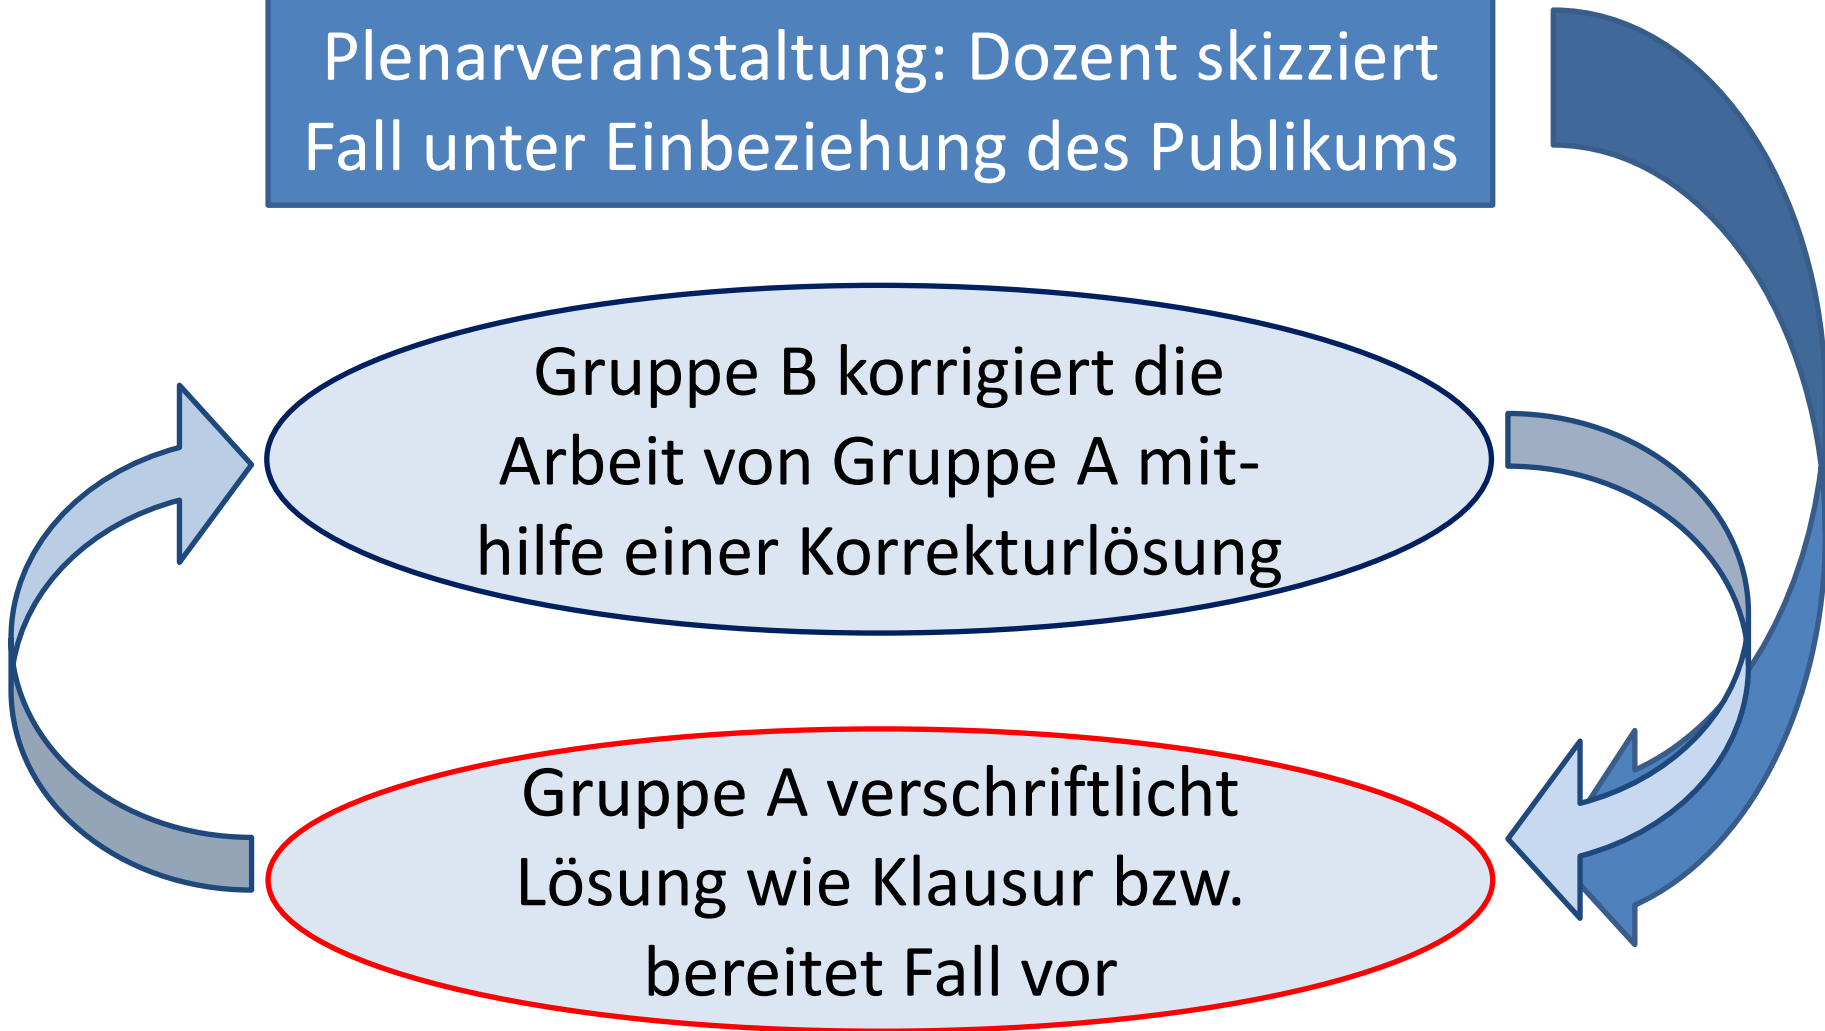 Plenarveranstaltung: Dozent skizziert
Fall unter Einbeziehung des Publikums
Gruppe B korrigiert die
Arbeit von Gruppe A mit-
hilfe einer Korrekturlösung
Gruppe A verschriftlicht
Lösung wie Klausur bzw.
bereitet Fall vor